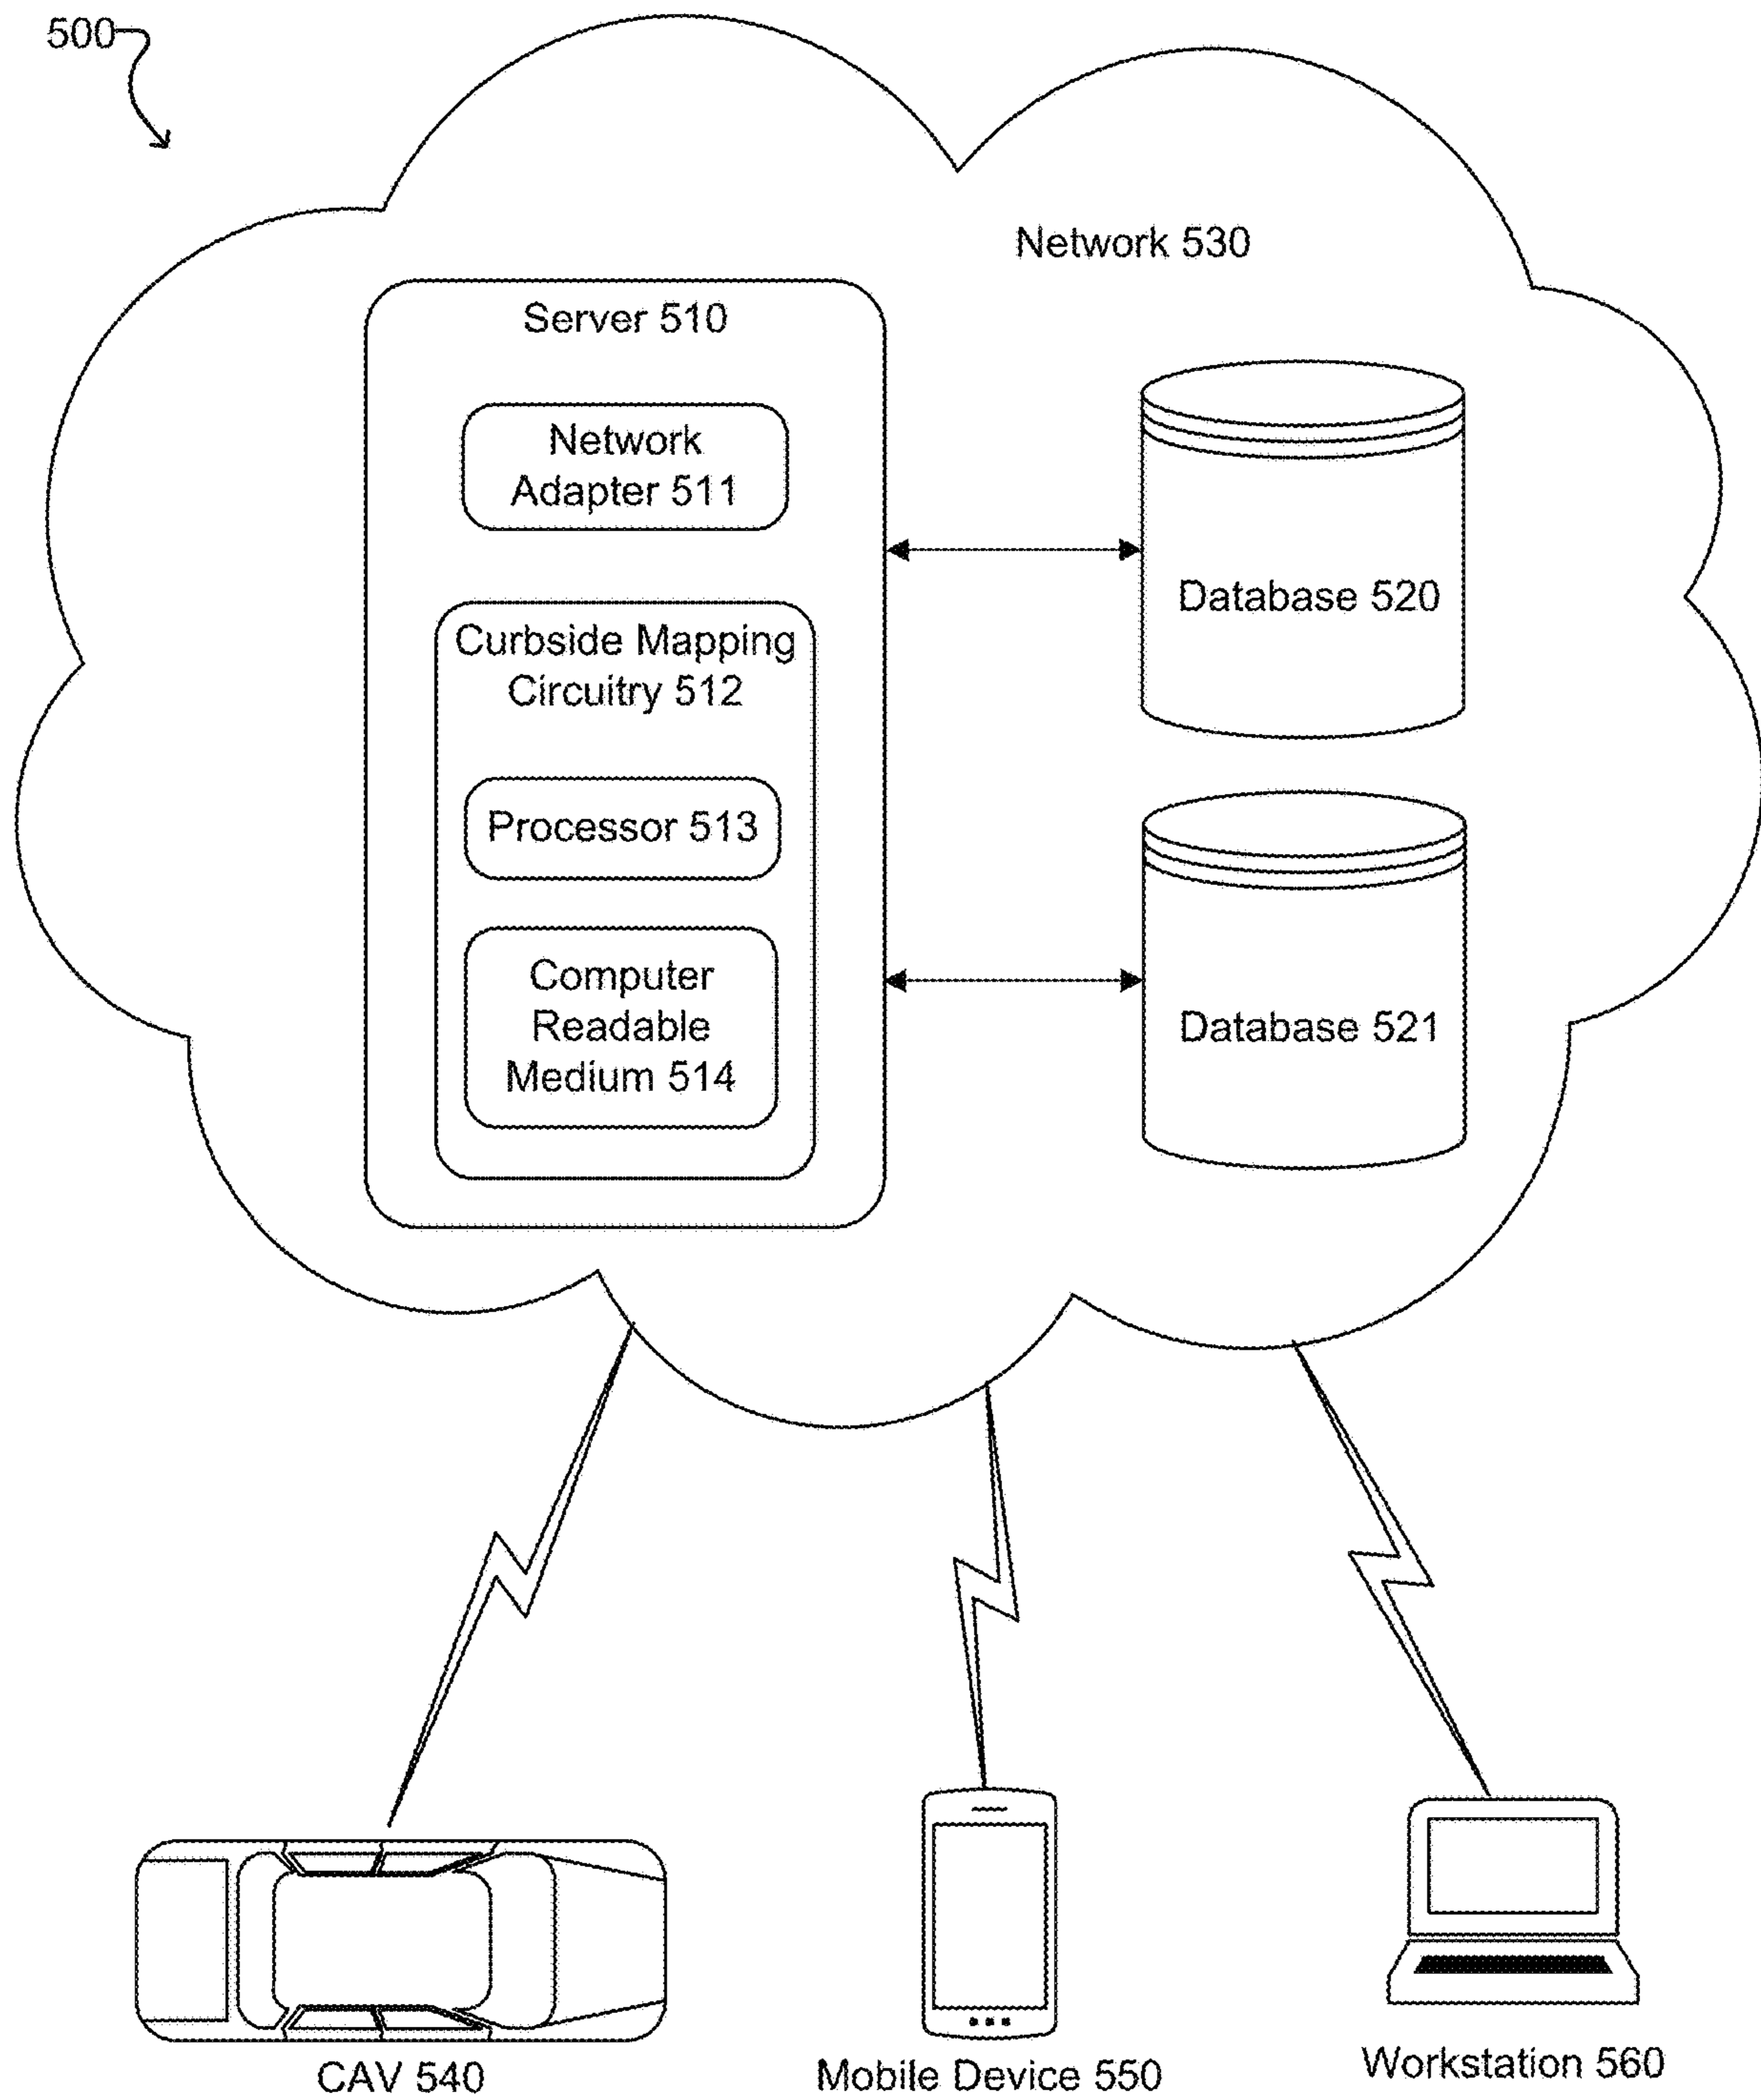 500
Network 530
Server 510
Network
Adapter 511
Curbside Mapping
Circuitry 512
Processor 513
Computer
Readable
Medium 514
Database 520
Database 521
CAV 540
Mobile Device 550
Workstation 560